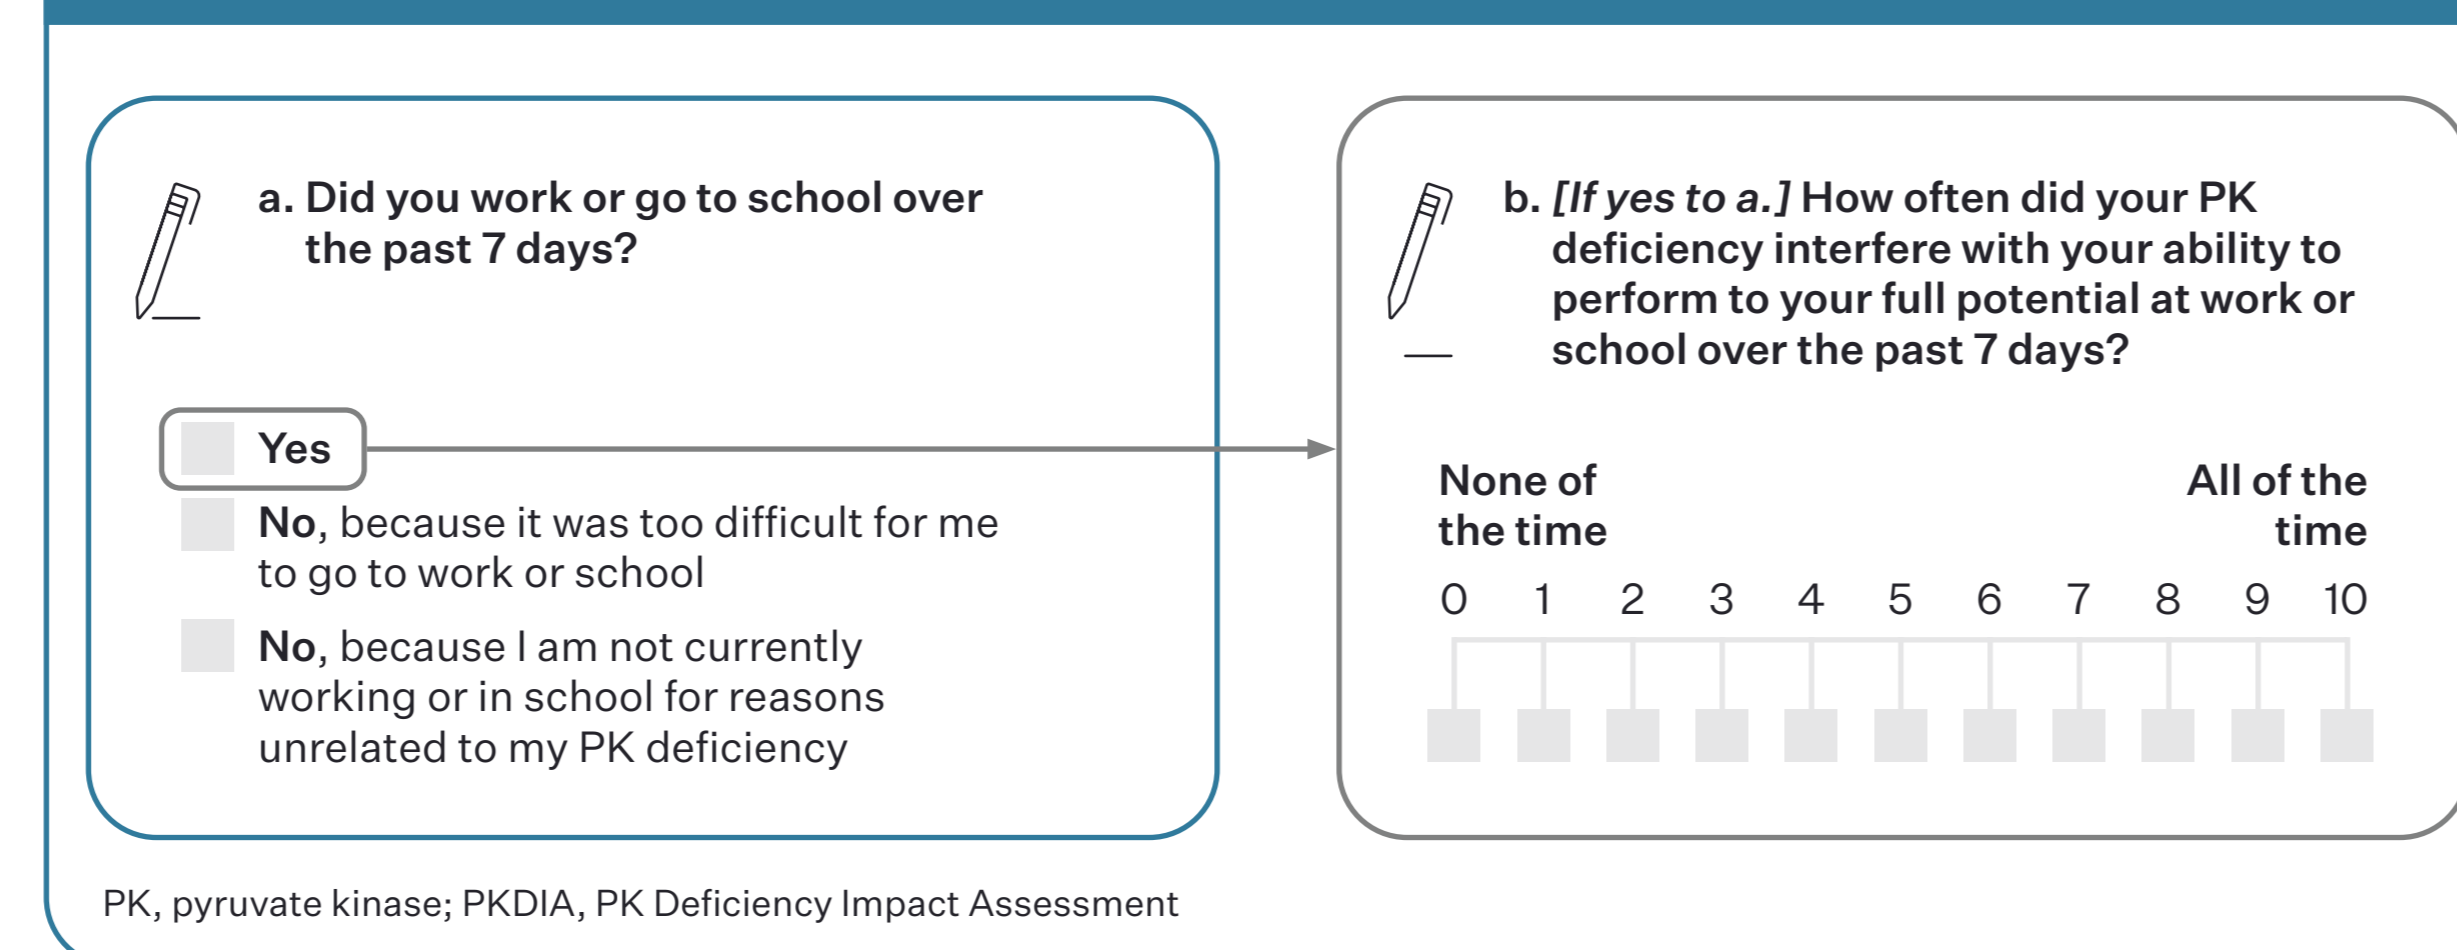 a. Did you work or go to school over
the past 7 days?
Yes
No, because it was too difficult for me
to go to work or school
No, because I am not currently
working or in school for reasons
unrelated to my PK deficiency
b. [If yes to a.] How often did your PK
deficiency interfere with your ability to
perform to your full potential at work or
school over the past 7 days?
None of
the time
All of the
time
0 1 2 3 4 5 6 7 8 9 10
PK, pyruvate kinase; PKDIA, PK Deficiency Impact Assessment